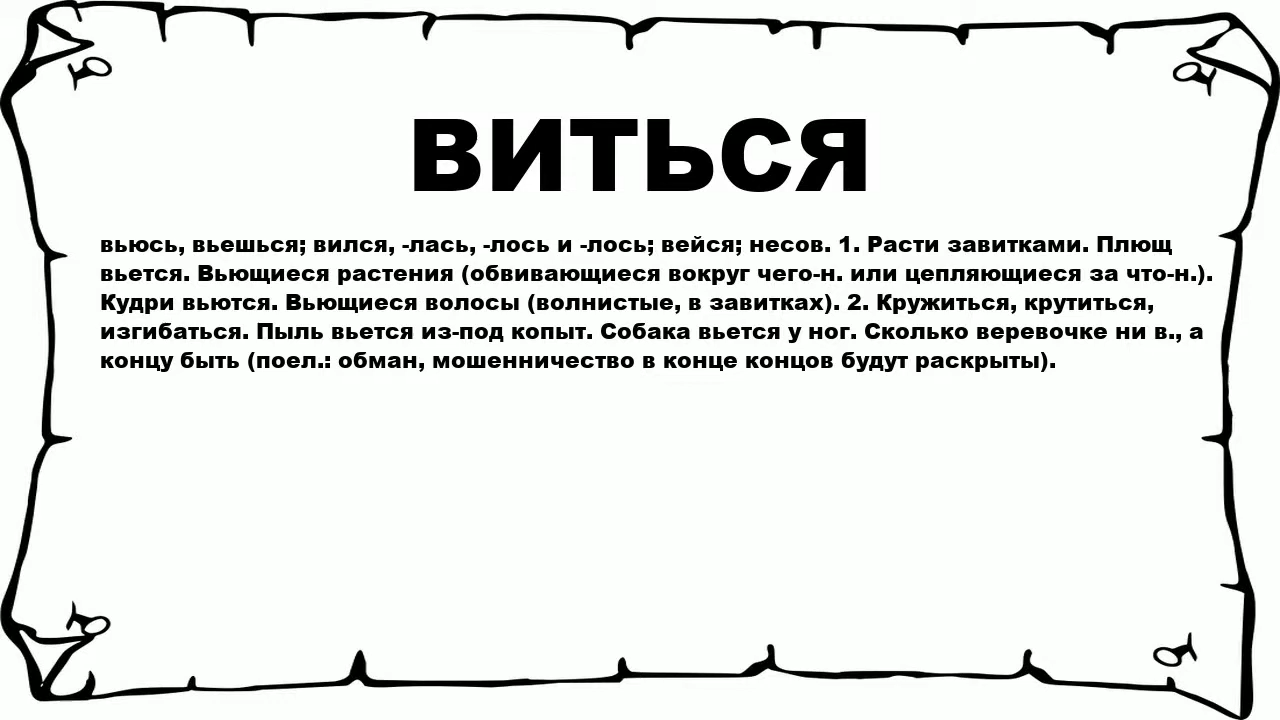 ВИТЬСЯ
вьюсь, вьешься; вился, -лась, -лось и -лось; вейся; несов. 1. Расти завитками. Плющ
вьется. Вьющиеся растения (обвивающиеся вокруг чего-н. или цепляющиеся за что-н.).
Кудри вьются. Вьющиеся волосы (волнистые, в завитках). 2. Кружиться, крутиться,
изгибаться. Пыль вьется из-под копыт. Собака вьется у ног. Сколько веревочке ни в., а
концу быть (поел.: обман, мошенничество в конце концов будут раскрыты).